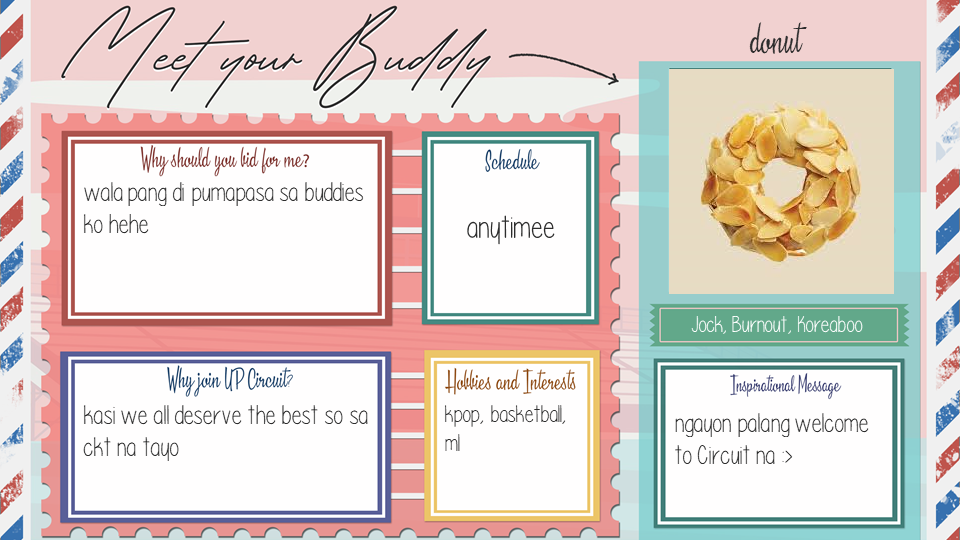 Meet your Buddy
donut
Why should you bid for me?
wala pang di pumapasa sa buddies
ko hehe
Schedule
anytimee
Jock, Burnout, Koreaboo
Why join UP Circuit?
kasi we all deserve the best so sa
ckt na tayo
Hobbies and Interests
kpop, basketball,
ml
Inspirational Message
ngayon palang welcome
to Circuit na :>